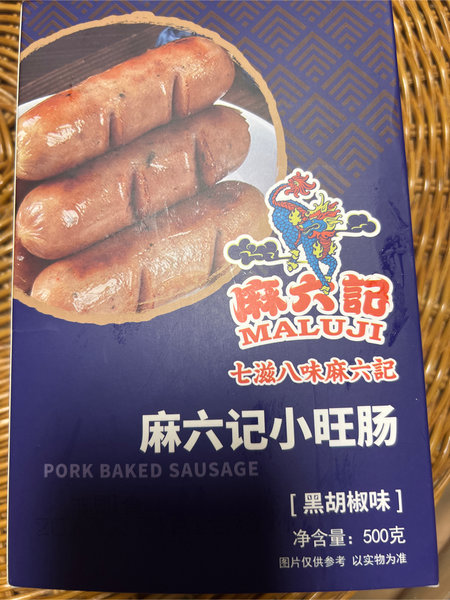 麻六記
MALUJI
七滋八味麻六記
麻六记小旺肠
PORK BAKED SAUSAGE
[ 黑胡椒味 ]
净含量：500克
图片仅供参考 以实物为准